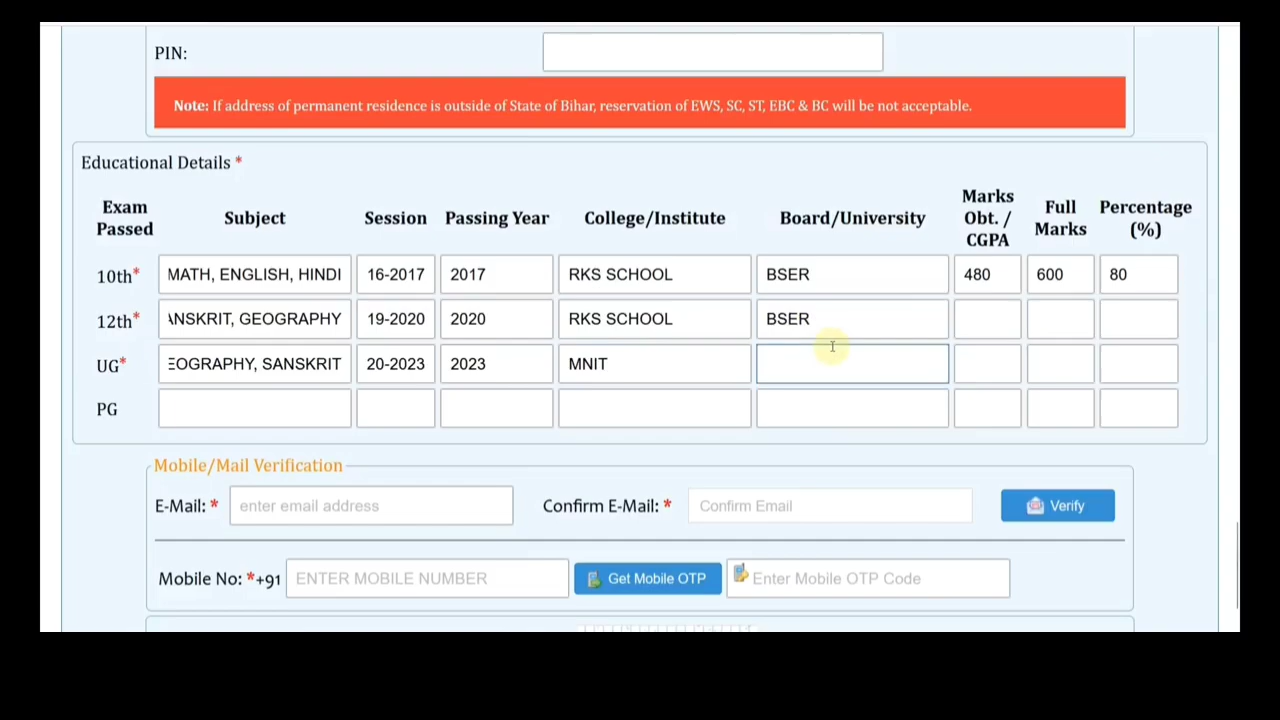 PIN:
Note: If address of permanent residence is outside of State of Bihar, reservation of EWS, SC, ST, EBC & BC will be not acceptable.
Educational Details *
Exam Passed Subject Session Passing Year College/Institute Board/University Marks Obt. / CGPA Full Marks Percentage (%)
10th* MATH, ENGLISH, HINDI 16-2017 2017 RKS SCHOOL BSER 480 600 80
12th* GEOGRAPHY 19-2020 2020 RKS SCHOOL BSER
UG* SANSKRIT 20-2023 2023 MNIT
PG
Mobile/Mail Verification
E-Mail: * enter email address Confirm E-Mail: * Confirm Email Verify
Mobile No: *+91 ENTER MOBILE NUMBER Get Mobile OTP Enter Mobile OTP Code